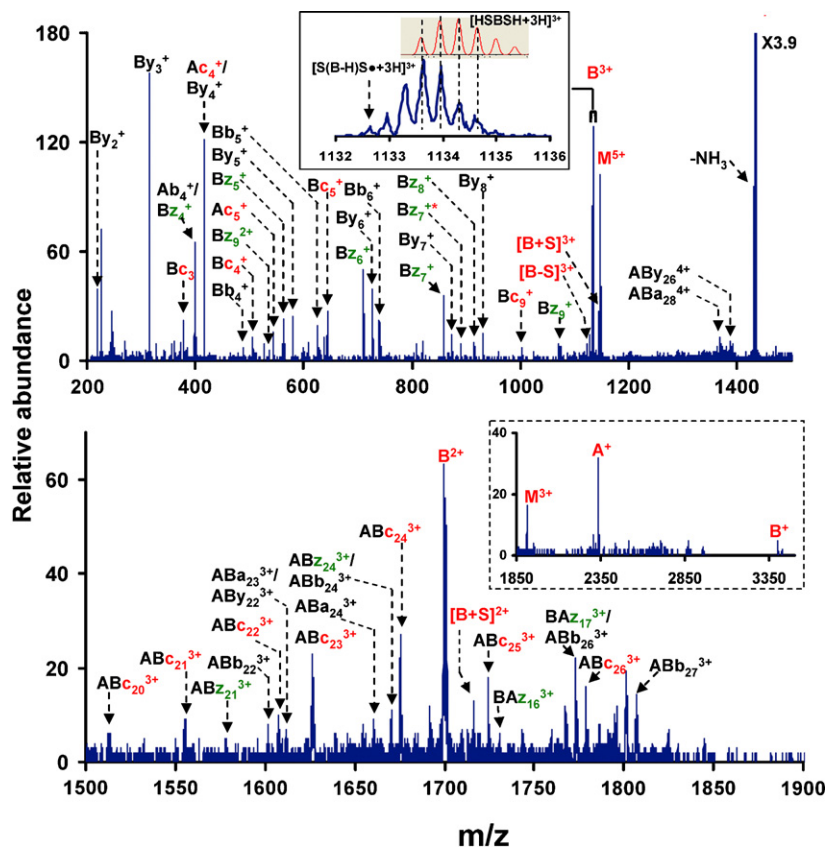 Relative abundance
180
120
60
0
200
400
600
800
1000
1200
1400
By₂⁺
By₃⁺
Ac₄⁺/
By₄⁺
Ab₄⁺/
Bz₄⁺
Bc₃
Bb₅⁺
By₅⁺
Bz₅⁺
Ac₅⁺
Bz₉²⁺
Bc₄⁺
Bb₄⁺
Bc₅⁺
Bb₆⁺
By₆⁺
Bz₆⁺
Bz₈⁺
Bz₇⁺*
By₇⁺
Bz₇⁺
By₈⁺
Bc₉⁺
Bz₉⁺
[B+S]³⁺
[B-S]³⁺
B³⁺
M⁵⁺
ABy₂₆⁴⁺
ABa₂₈⁴⁺
-NH₃
X3.9
[HSBSH+3H]³⁺
[S(B-H)S●+3H]³⁺
1132 1133 1134 1135 1136
60
40
20
0
1500 1550 1600 1650 1700 1750 1800 1850 1900
ABc₂₀³⁺
ABc₂₁³⁺
ABz₂₁³⁺
ABb₂₂³⁺
ABc₂₂³⁺
ABa₂₃³⁺/
ABy₂₂³⁺
ABc₂₃³⁺
ABa₂₄³⁺
ABz₂₄³⁺/
ABb₂₄³⁺
ABc₂₄³⁺
B²⁺
[B+S]²⁺
ABc₂₅³⁺
BAz₁₆³⁺
BAz₁₇³⁺/
ABb₂₆³⁺
ABc₂₆³⁺
ABb₂₇³⁺
40
20
0
M³⁺
A⁺
B⁺
1850 2350 2850 3350
m/z